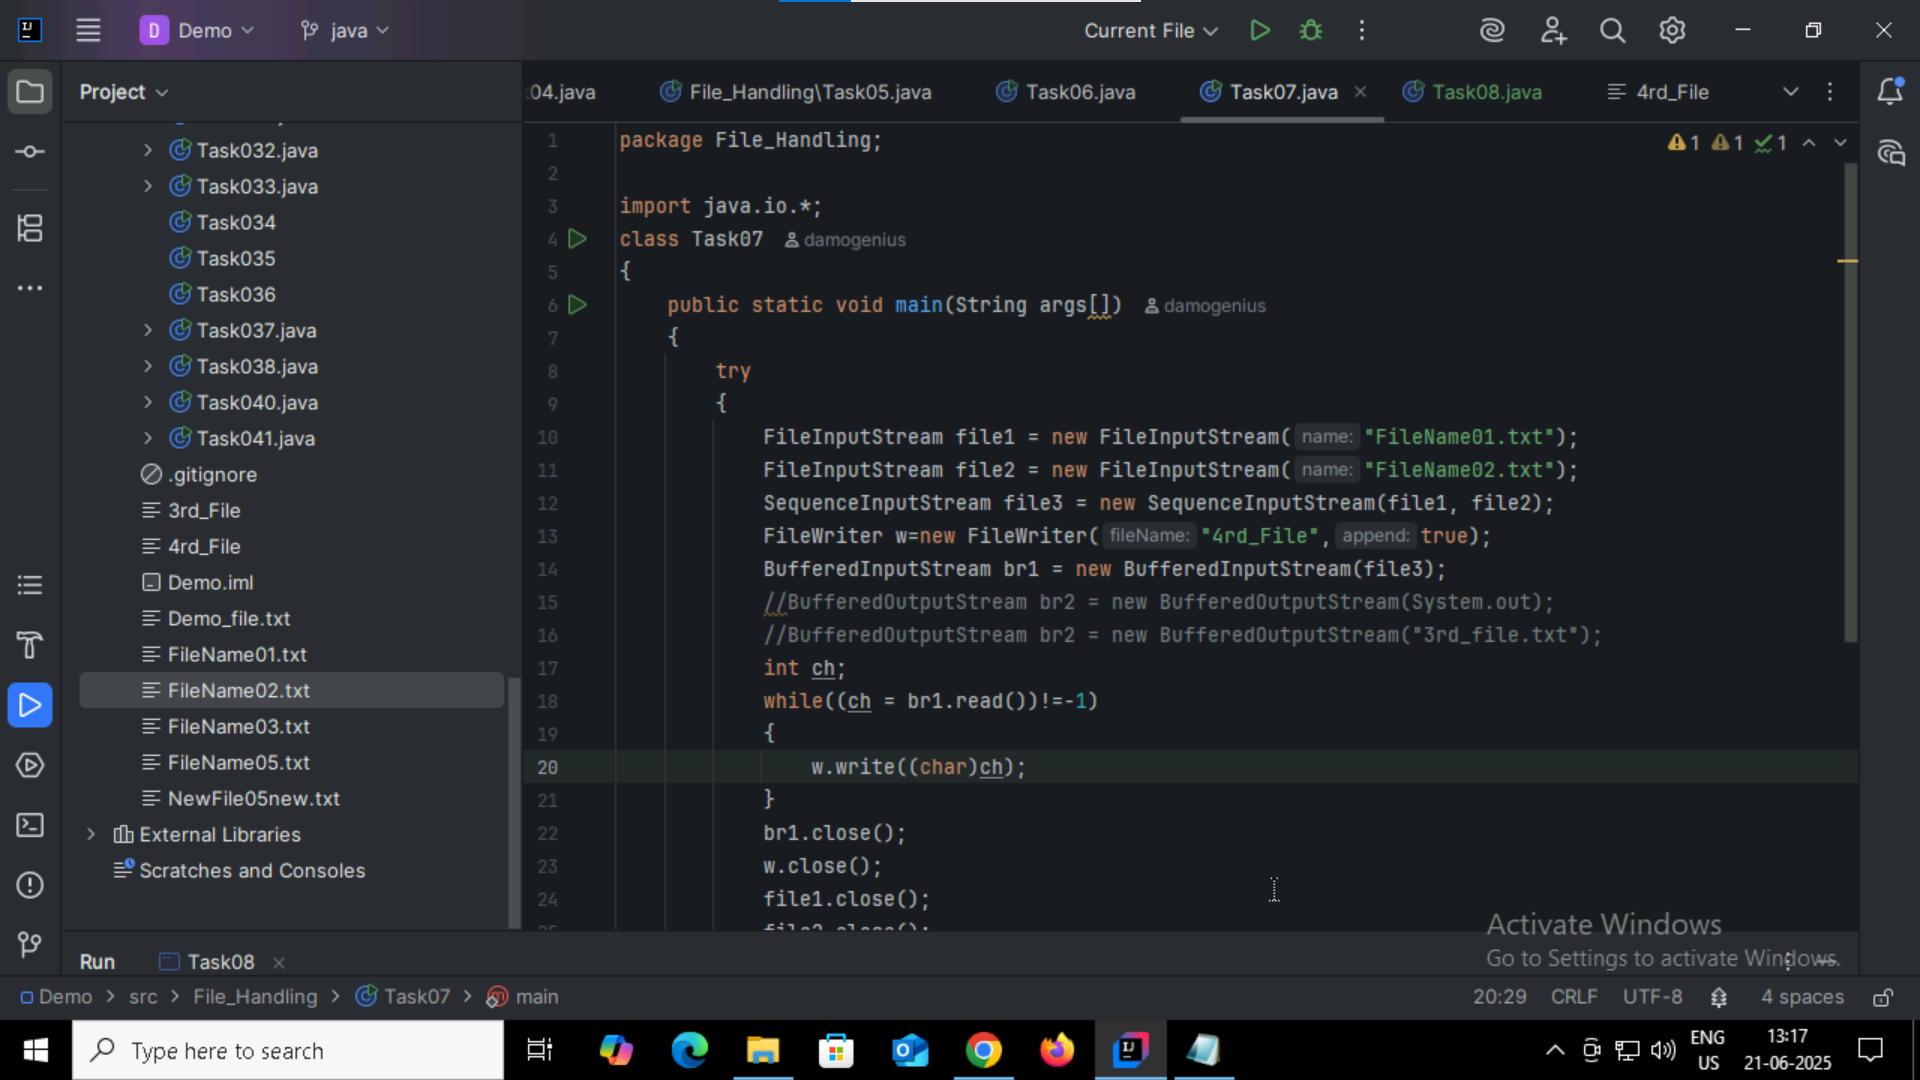 Demo
java
Current File
Project
04.java
File_Handling\Task05.java
Task06.java
Task07.java
Task08.java
4rd_File
Task032.java
Task033.java
Task034
Task035
Task036
Task037.java
Task038.java
Task040.java
Task041.java
.gitignore
3rd_File
4rd_File
Demo.iml
Demo_file.txt
FileName01.txt
FileName02.txt
FileName03.txt
FileName05.txt
NewFile05new.txt
External Libraries
Scratches and Consoles
1 1 1
1 package File_Handling;
2
3 import java.io.*;
4 class Task07 damogenius
5 {
6 public static void main(String args[]) damogenius
7 {
8 try
9 {
10 FileInputStream file1 = new FileInputStream( name: "FileName01.txt");
11 FileInputStream file2 = new FileInputStream( name: "FileName02.txt");
12 SequenceInputStream file3 = new SequenceInputStream(file1, file2);
13 FileWriter w=new FileWriter( fileName: "4rd_File", append: true);
14 BufferedInputStream br1 = new BufferedInputStream(file3);
15 //BufferedOutputStream br2 = new BufferedOutputStream(System.out);
16 //BufferedOutputStream br2 = new BufferedOutputStream("3rd_file.txt");
17 int ch;
18 while((ch = br1.read())!=-1)
19 {
20 w.write((char)ch);
21 }
22 br1.close();
23 w.close();
24 file1.close();
Activate Windows
Go to Settings to activate Windows.
Run
Task08
Demo > src > File_Handling > Task07 > main
20:29 CRLF UTF-8 4 spaces
Type here to search
ENG
US
13:17
21-06-2025